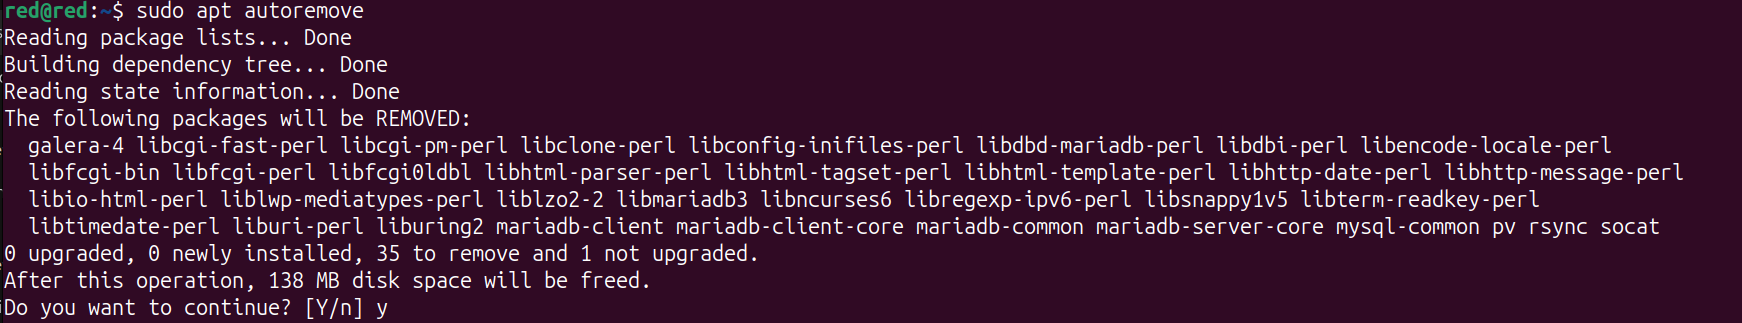 red@red:~$ sudo apt autoremove
Reading package lists... Done
Building dependency tree... Done
Reading state information... Done
The following packages will be REMOVED:
  galera-4 libcgi-fast-perl libcgi-pm-perl libclone-perl libconfig-inifiles-perl libdbd-mariadb-perl libdbi-perl libencode-locale-perl
  libfcgi-bin libfcgi-perl libfcgi0ldbl libhtml-parser-perl libhtml-tagset-perl libhtml-template-perl libhttp-date-perl libhttp-message-perl
  libio-html-perl liblwp-mediatypes-perl liblzo2-2 libmariadb3 libncurses6 libregexp-ipv6-perl libsnappy1v5 libterm-readkey-perl
  libtimedate-perl liburi-perl liburing2 mariadb-client mariadb-client-core mariadb-common mariadb-server-core mysql-common pv rsync socat
0 upgraded, 0 newly installed, 35 to remove and 1 not upgraded.
After this operation, 138 MB disk space will be freed.
Do you want to continue? [Y/n] y